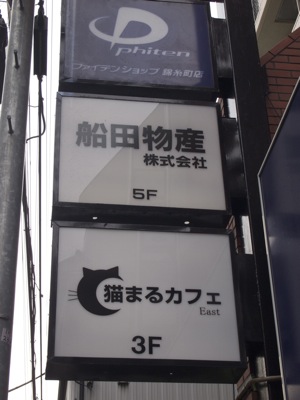 phiten
ファイテンショップ 錦糸町店
船田物産
株式会社
5F
猫まるカフェ
East
3F